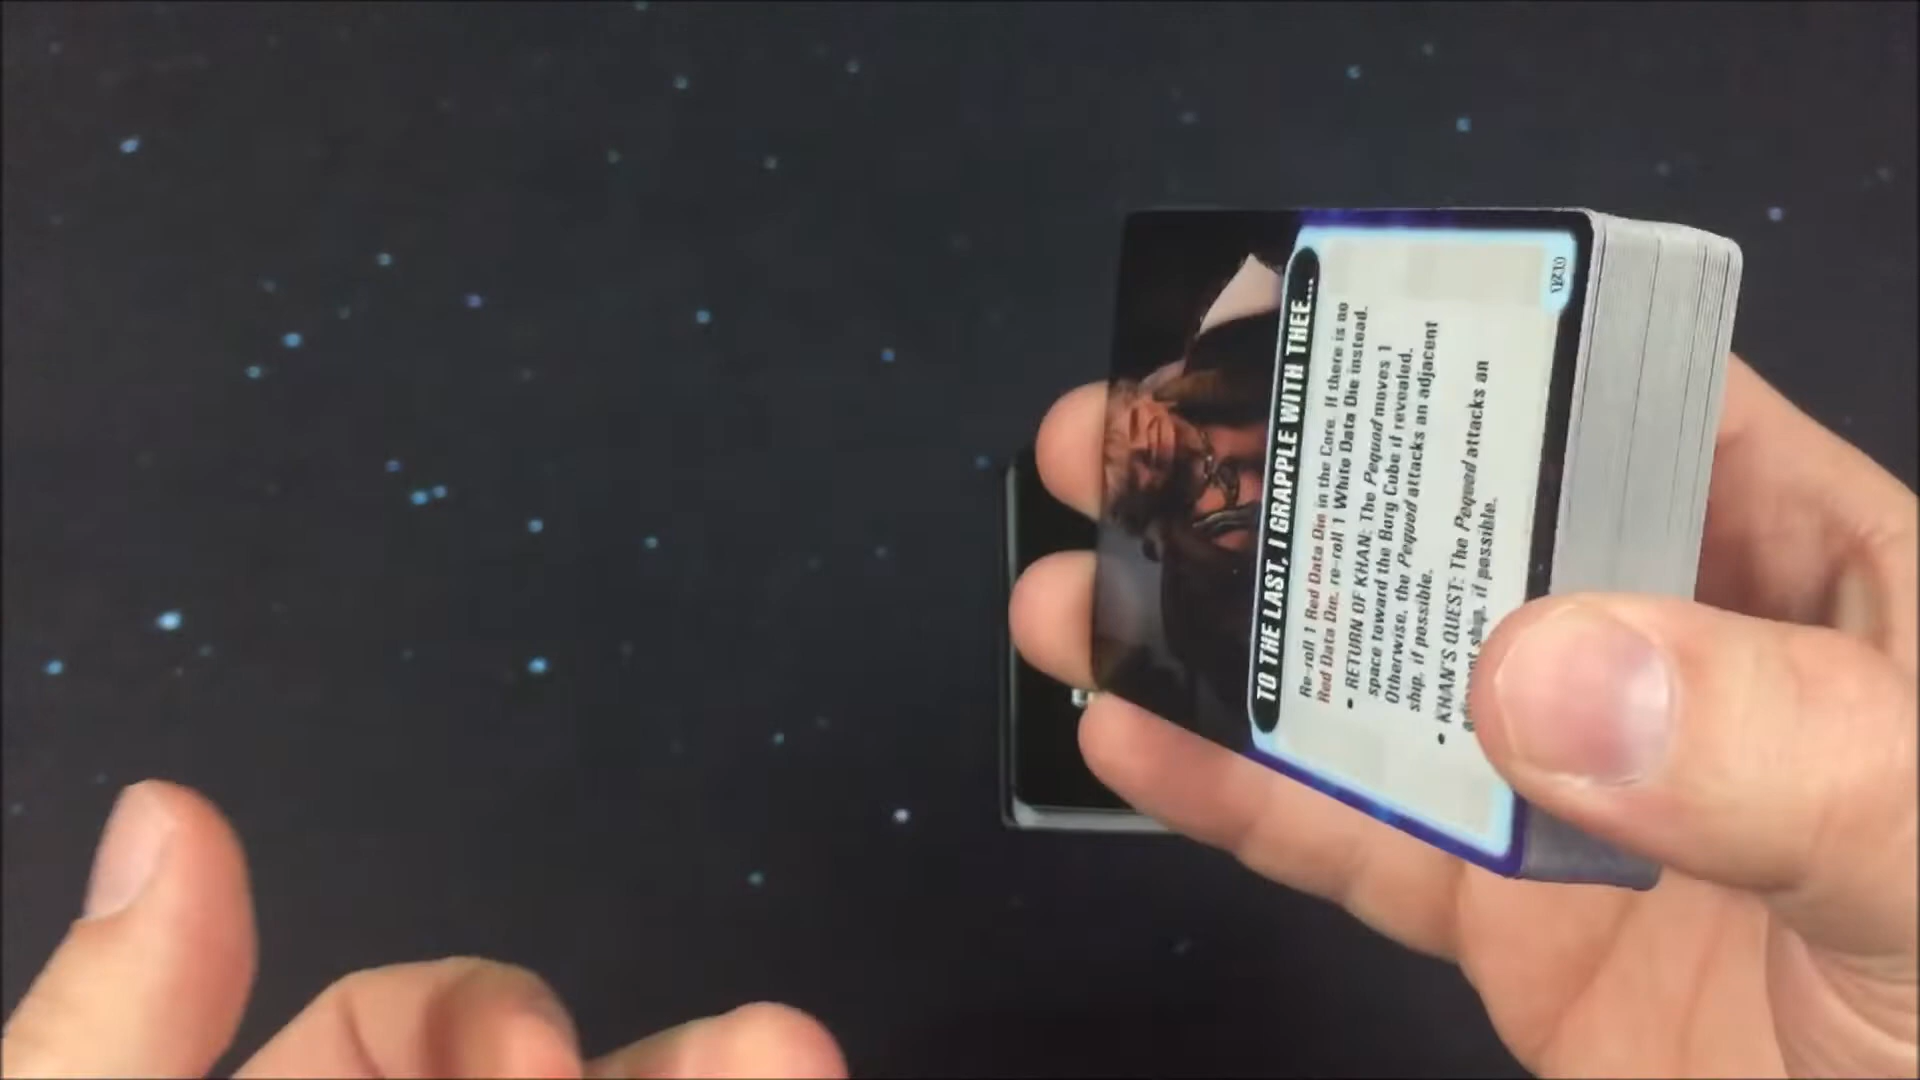 TO THE LAST, I GRAPPLE WITH THEE...
Re-roll 1 Red Data Die in the Core. If there is no
Red Data Die, re-roll 1 White Data Die instead.
• RETURN OF KHAN: The Pequod moves 1
space toward the Borg Cube if revealed.
Otherwise, the Pequod attacks an adjacent
ship, if possible.
• KHAN'S QUEST: The Pequod attacks an
adjacent ship, if possible.